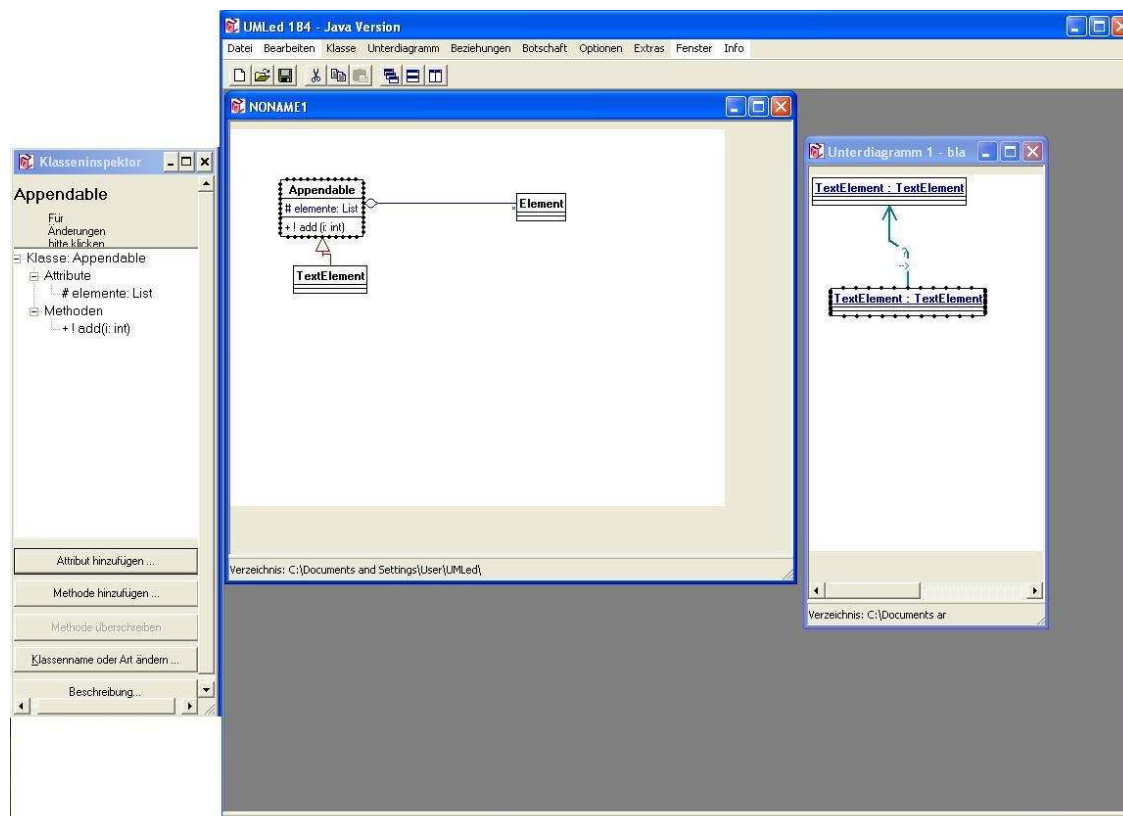 UMLed 1B4 - Java Version
Datei Bearbeiten Klasse Unterdiagramm Beziehungen Botschaft Optionen Extras Fenster Info
NONAME1
Appendable
# elemente: List
+ ! add (i: int)
Element
*
TextElement
Verzeichnis: C:\Documents and Settings\User\UMLed\
Klasseninspektor
Appendable
Für
Änderungen
bitte klicken
Klasse: Appendable
Attribute
# elemente: List
Methoden
+ ! add(i: int)
Attribut hinzufügen ...
Methode hinzufügen ...
Methode überschreiben
Klassenname oder Art ändern ...
Beschreibung...
Unterdiagramm 1 - bla
TextElement : TextElement
TextElement : TextElement
Verzeichnis: C:\Documents ar